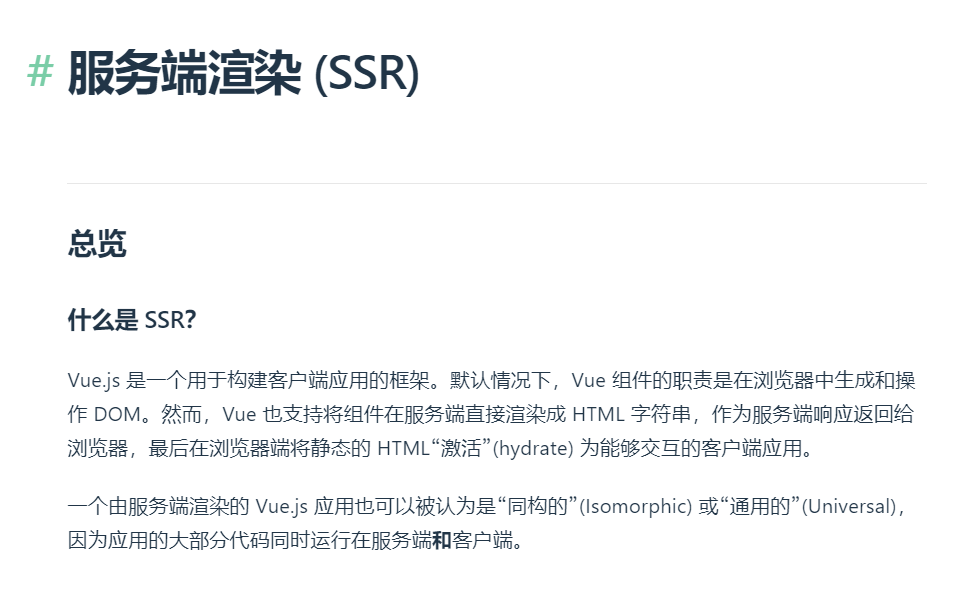 # 服务端渲染 (SSR)
总览
什么是 SSR？
Vue.js 是一个用于构建客户端应用的框架。默认情况下，Vue 组件的职责是在浏览器中生成和操
作 DOM。然而，Vue 也支持将组件在服务端直接渲染成 HTML 字符串，作为服务端响应返回给
浏览器，最后在浏览器端将静态的 HTML“激活”(hydrate) 为能够交互的客户端应用。
一个由服务端渲染的 Vue.js 应用也可以被认为是“同构的”(Isomorphic) 或“通用的”(Universal)，
因为应用的大部分代码同时运行在服务端和客户端。